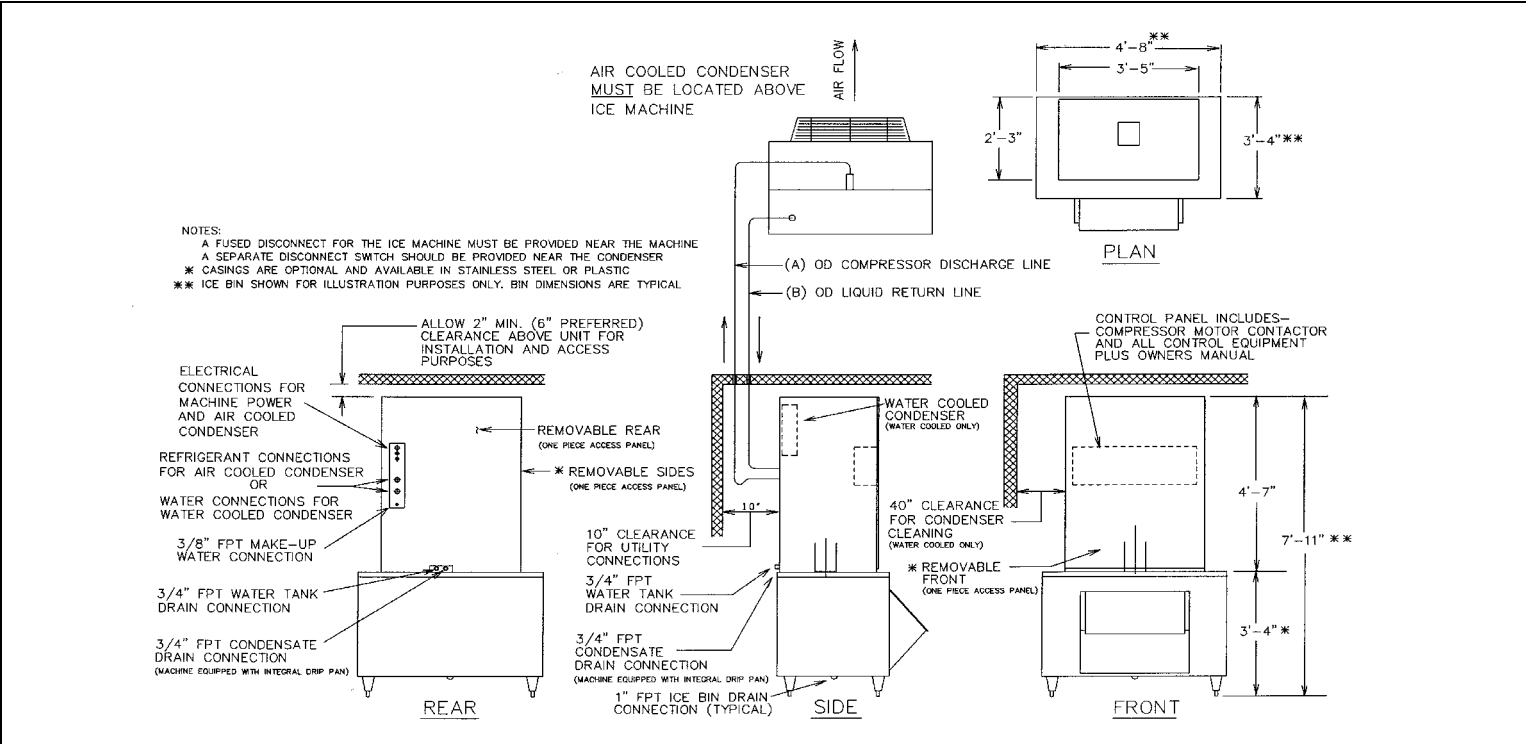 AIR COOLED CONDENSER
MUST BE LOCATED ABOVE
ICE MACHINE
AIR FLOW
4'-8" **
3'-5"
2'-3"
3'-4" **
PLAN
NOTES:
A FUSED DISCONNECT FOR THE ICE MACHINE MUST BE PROVIDED NEAR THE MACHINE
A SEPARATE DISCONNECT SWITCH SHOULD BE PROVIDED NEAR THE CONDENSER
* CASINGS ARE OPTIONAL AND AVAILABLE IN STAINLESS STEEL OR PLASTIC
** ICE BIN SHOWN FOR ILLUSTRATION PURPOSES ONLY. BIN DIMENSIONS ARE TYPICAL
(A) OD COMPRESSOR DISCHARGE LINE
(B) OD LIQUID RETURN LINE
ALLOW 2" MIN. (6" PREFERRED)
CLEARANCE ABOVE UNIT FOR
INSTALLATION AND ACCESS
PURPOSES
ELECTRICAL
CONNECTIONS FOR
MACHINE POWER
AND AIR COOLED
CONDENSER
REFRIGERANT CONNECTIONS
FOR AIR COOLED CONDENSER
OR
WATER CONNECTIONS FOR
WATER COOLED CONDENSER
3/8" FPT MAKE-UP
WATER CONNECTION
3/4" FPT WATER TANK
DRAIN CONNECTION
3/4" FPT CONDENSATE
DRAIN CONNECTION
(MACHINE EQUIPPED WITH INTEGRAL DRIP PAN)
REMOVABLE REAR
(ONE PIECE ACCESS PANEL)
* REMOVABLE SIDES
(ONE PIECE ACCESS PANEL)
REAR
10"
10" CLEARANCE
FOR UTILITY
CONNECTIONS
3/4" FPT
WATER TANK
DRAIN CONNECTION
3/4" FPT
CONDENSATE
DRAIN CONNECTION
(MACHINE EQUIPPED WITH INTEGRAL DRIP PAN)
1" FPT ICE BIN DRAIN
CONNECTION (TYPICAL)
WATER COOLED
CONDENSER
(WATER COOLED ONLY)
SIDE
CONTROL PANEL INCLUDES-
COMPRESSOR MOTOR CONTACTOR
AND ALL CONTROL EQUIPMENT
PLUS OWNERS MANUAL
40" CLEARANCE
FOR CONDENSER
CLEANING
(WATER COOLED ONLY)
* REMOVABLE
FRONT
(ONE PIECE ACCESS PANEL)
4'-7"
7'-11" **
3'-4" *
FRONT